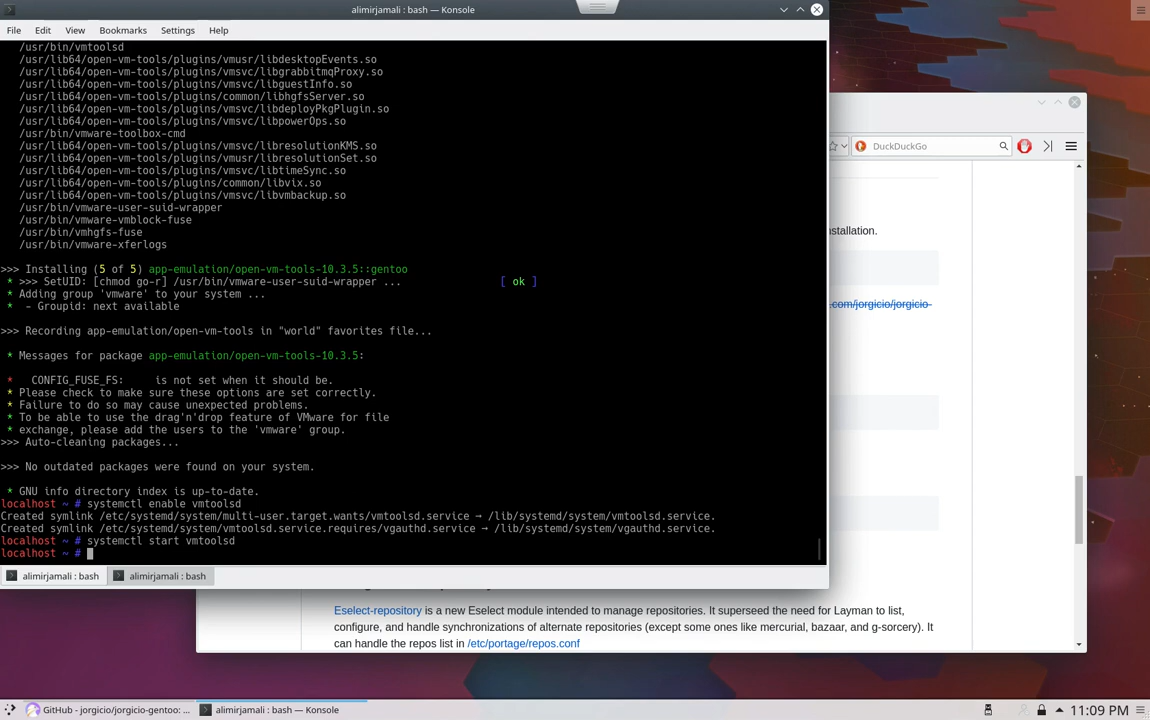 alimirjamali : bash — Konsole
File Edit View Bookmarks Settings Help
/usr/bin/vmtoolsd
/usr/lib64/open-vm-tools/plugins/vmusr/libdesktopEvents.so
/usr/lib64/open-vm-tools/plugins/vmsvc/libgrabbitmqProxy.so
/usr/lib64/open-vm-tools/plugins/vmsvc/libguestInfo.so
/usr/lib64/open-vm-tools/plugins/common/libhgfsServer.so
/usr/lib64/open-vm-tools/plugins/vmsvc/libdeployPkgPlugin.so
/usr/lib64/open-vm-tools/plugins/vmsvc/libpowerOps.so
/usr/bin/vmware-toolbox-cmd
/usr/lib64/open-vm-tools/plugins/vmsvc/libresolutionKMS.so
/usr/lib64/open-vm-tools/plugins/vmusr/libresolutionSet.so
/usr/lib64/open-vm-tools/plugins/vmsvc/libtimeSync.so
/usr/lib64/open-vm-tools/plugins/common/libvix.so
/usr/lib64/open-vm-tools/plugins/vmsvc/libvmbackup.so
/usr/bin/vmware-user-suid-wrapper
/usr/bin/vmware-vmblock-fuse
/usr/bin/vmhgfs-fuse
/usr/bin/vmware-xferlogs
>>> Installing (5 of 5) app-emulation/open-vm-tools-10.3.5::gentoo
* >>> SetUID: [chmod go-r] /usr/bin/vmware-user-suid-wrapper ... [ ok ]
* Adding group 'vmware' to your system ...
*  - Groupid: next available
>>> Recording app-emulation/open-vm-tools in "world" favorites file...
* Messages for package app-emulation/open-vm-tools-10.3.5:
*   CONFIG_FUSE_FS:     is not set when it should be.
* Please check to make sure these options are set correctly.
* Failure to do so may cause unexpected problems.
* To be able to use the drag'n'drop feature of VMware for file
* exchange, please add the users to the 'vmware' group.
>>> Auto-cleaning packages...
>>> No outdated packages were found on your system.
* GNU info directory index is up-to-date.
localhost ~ # systemctl enable vmtoolsd
Created symlink /etc/systemd/system/multi-user.target.wants/vmtoolsd.service → /lib/systemd/system/vmtoolsd.service.
Created symlink /etc/systemd/system/vmtoolsd.service.requires/vgauthd.service → /lib/systemd/system/vgauthd.service.
localhost ~ # systemctl start vmtoolsd
localhost ~ #
alimirjamali : bash
alimirjamali : bash
DuckDuckGo
stallation.
.com/jorgicio/jorgicio-
Eselect-repository is a new Eselect module intended to manage repositories. It superseed the need for Layman to list,
configure, and handle synchronizations of alternate repositories (except some ones like mercurial, bazaar, and g-sorcery). It
can handle the repos list in /etc/portage/repos.conf
GitHub - jorgicio/jorgicio-gentoo: ...
alimirjamali : bash — Konsole
11:09 PM